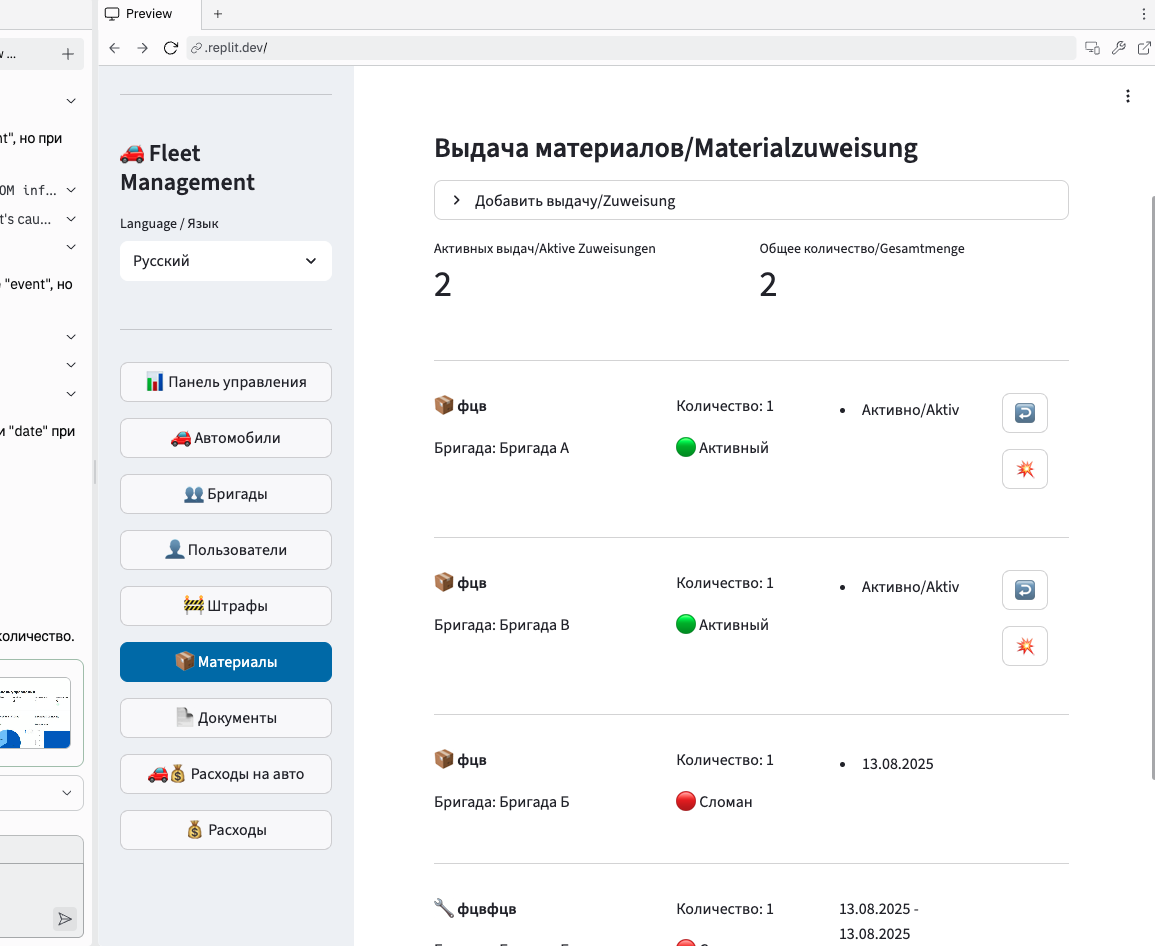 Preview
w ...
.replit.dev/
nt", но при
OM inf...
t's cau...
"event", но
и "date" при
количество.
🚗 Fleet
Management
Language / Язык
Русский
📊 Панель управления
🚗 Автомобили
👥 Бригады
👤 Пользователи
🚧 Штрафы
📦 Материалы
📄 Документы
🚗💰 Расходы на авто
💰 Расходы
Выдача материалов/Materialzuweisung
Добавить выдачу/Zuweisung
Активных выдач/Aktive Zuweisungen
2
Общее количество/Gesamtmenge
2
📦 фцв
Бригада: Бригада А
Количество: 1
🟢 Активный
• Активно/Aktiv
📦 фцв
Бригада: Бригада В
Количество: 1
🟢 Активный
• Активно/Aktiv
📦 фцв
Бригада: Бригада Б
Количество: 1
🔴 Сломан
• 13.08.2025
🔧 фцвфцв
Количество: 1
13.08.2025 -
13.08.2025